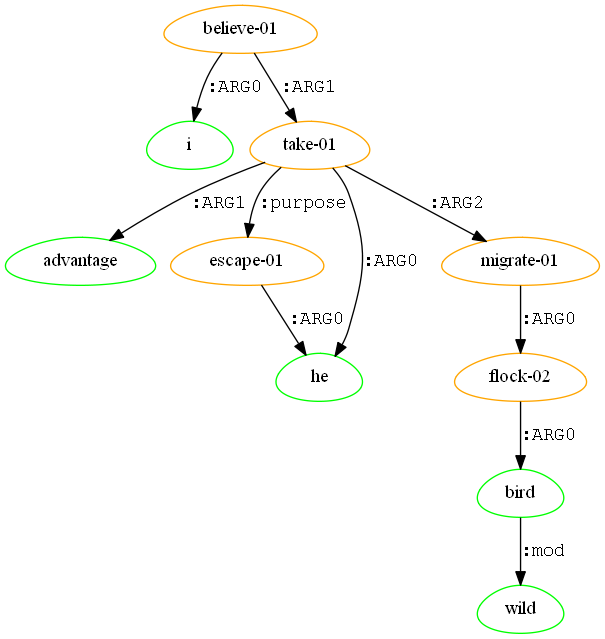 believe-01
:ARG0 :ARG1
i take-01
:ARG1 :purpose :ARG2
advantage escape-01 :ARG0 migrate-01
:ARG0 :ARG0
he flock-02
:ARG0
bird
:mod
wild